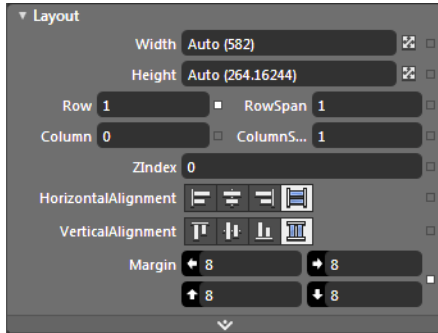 Layout
Width Auto (582)
Height Auto (264.16244)
Row 1 RowSpan 1
Column 0 ColumnS... 1
ZIndex 0
HorizontalAlignment
VerticalAlignment
Margin 8 8
8 8